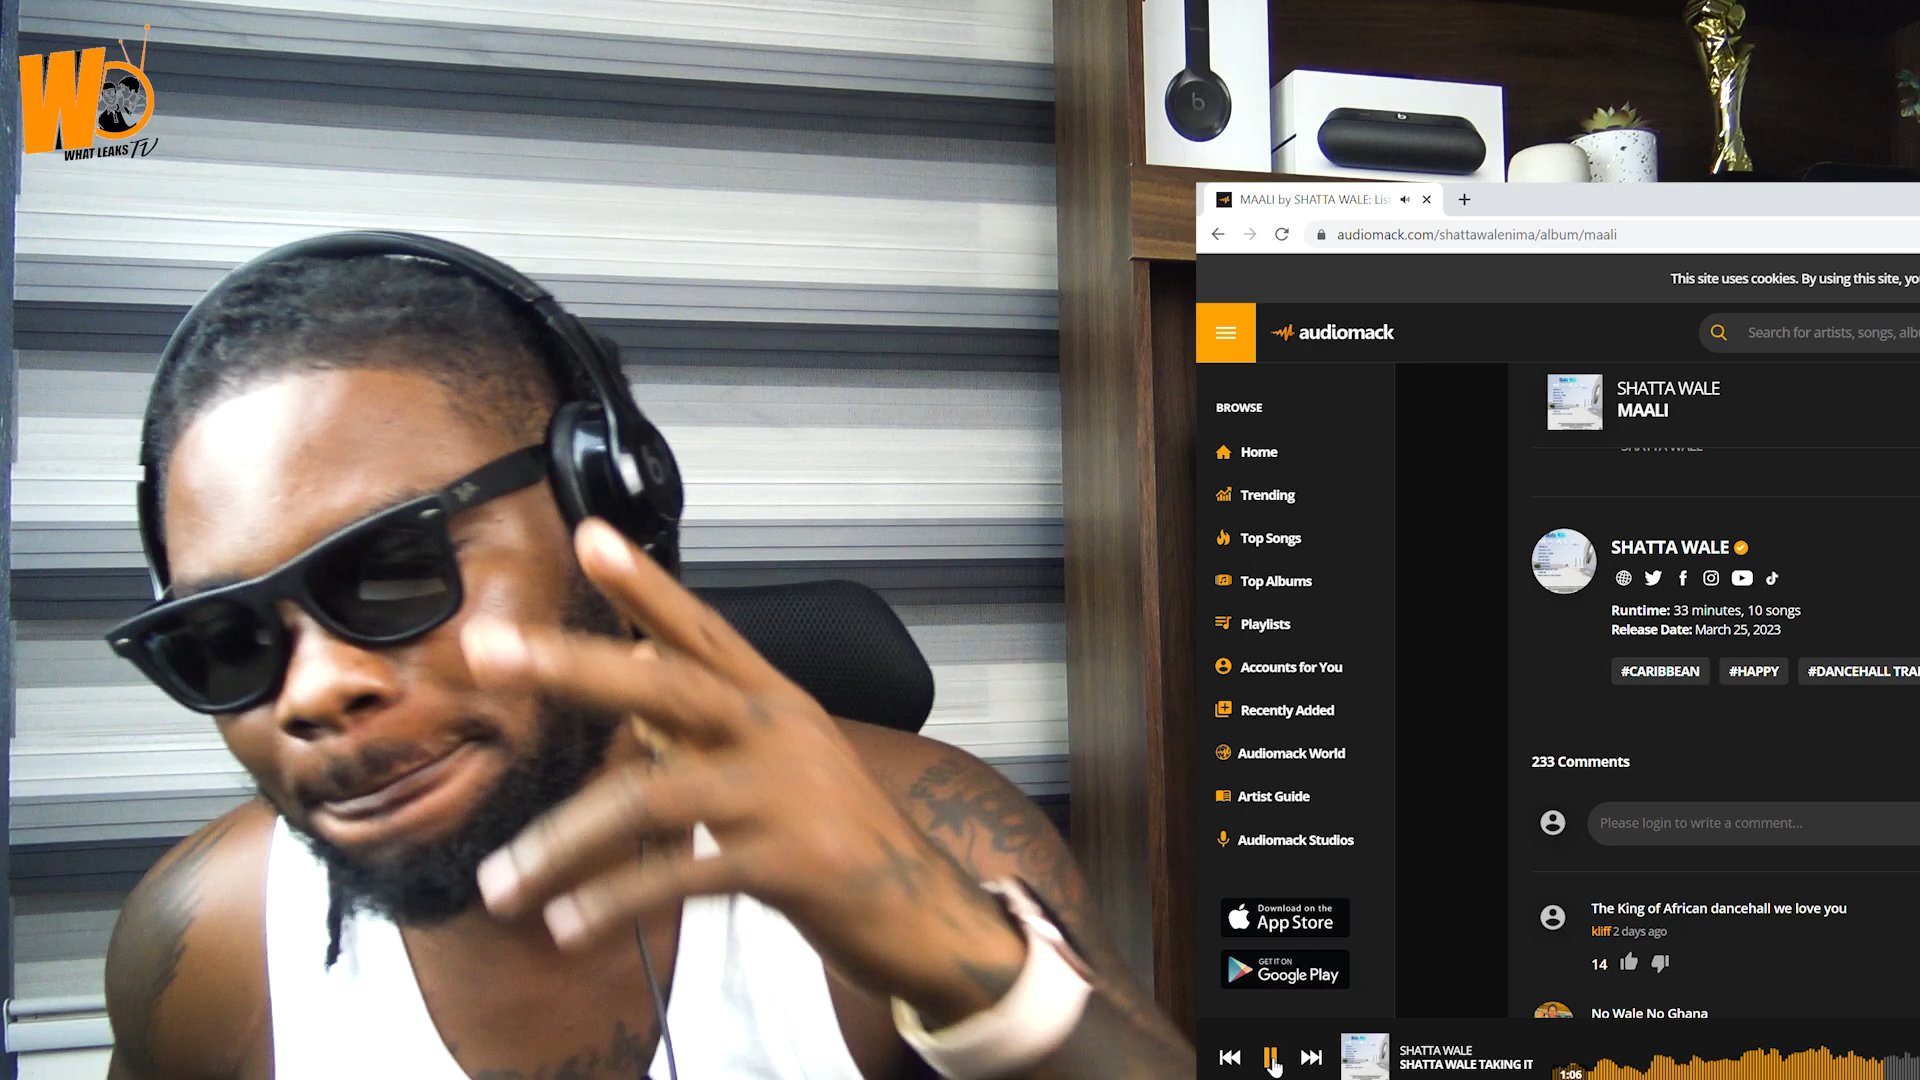 W
WHAT LEAKS TV
b
b
MAALI by SHATTA WALE: Lis
audiomack.com/shattawalenima/album/maali
This site uses cookies. By using this site, yo
audiomack
Search for artists, songs, alb
SHATTA WALE
MAALI
SHATTA WALE
BROWSE
Home
Trending
Top Songs
Top Albums
Playlists
Accounts for You
Recently Added
Audiomack World
Artist Guide
Audiomack Studios
Download on the
App Store
GET IT ON
Google Play
SHATTA WALE
Runtime: 33 minutes, 10 songs
Release Date: March 25, 2023
#CARIBBEAN #HAPPY #DANCEHALL TRA
233 Comments
Please login to write a comment...
The King of African dancehall we love you
kliff 2 days ago
14
No Wale No Ghana
SHATTA WALE
SHATTA WALE TAKING IT
1:06